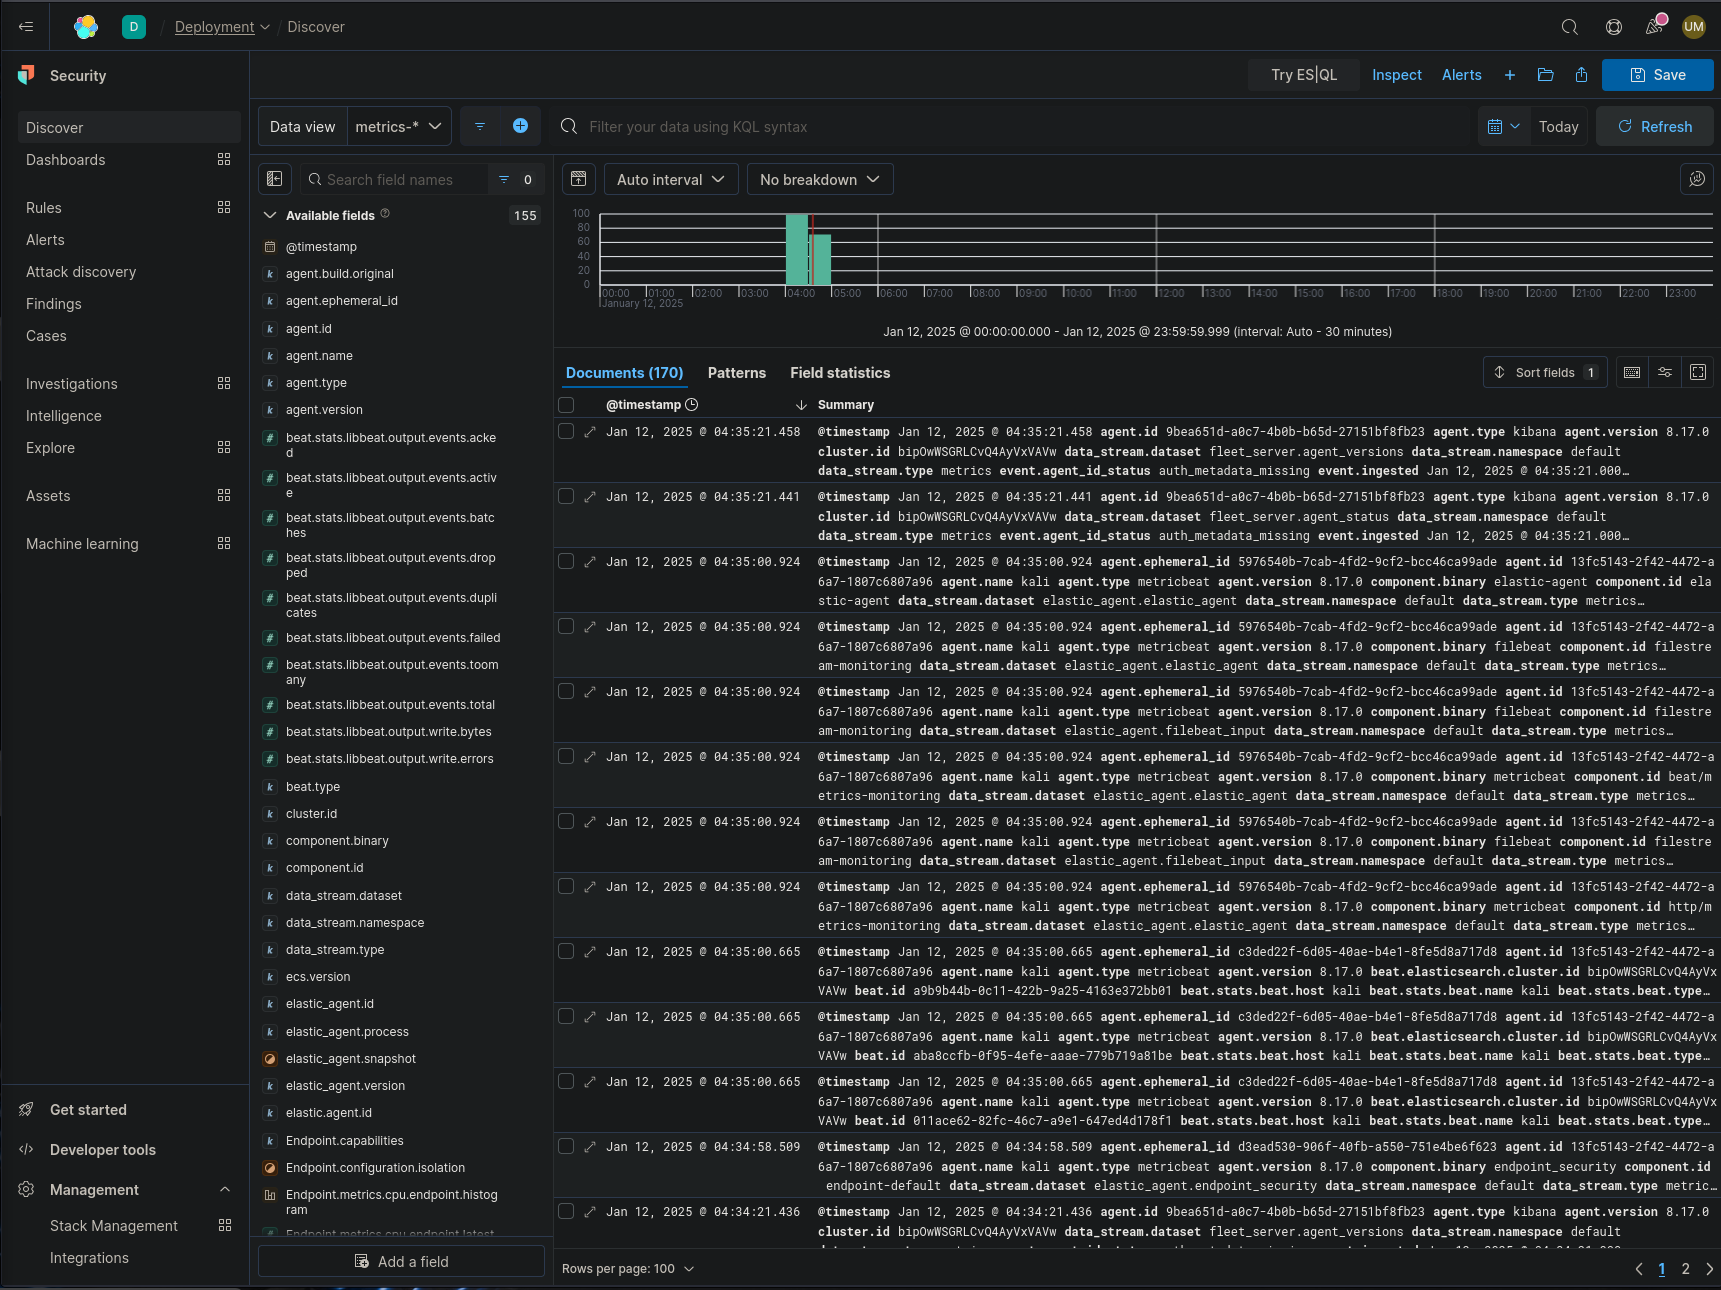 D / Deployment Discover UM
Security
Try ES|QL Inspect Alerts Save
Discover
Dashboards
Rules
Alerts
Attack discovery
Findings
Cases
Investigations
Intelligence
Explore
Assets
Machine learning
Get started
Developer tools
Management
Stack Management
Integrations
Data view metrics-* Filter your data using KQL syntax Today Refresh
Search field names 0
Available fields 155
@timestamp
agent.build.original
agent.ephemeral_id
agent.id
agent.name
agent.type
agent.version
beat.stats.libbeat.output.events.acke
d
beat.stats.libbeat.output.events.activ
e
beat.stats.libbeat.output.events.batc
hes
beat.stats.libbeat.output.events.drop
ped
beat.stats.libbeat.output.events.dupli
cates
beat.stats.libbeat.output.events.failed
beat.stats.libbeat.output.events.toom
any
beat.stats.libbeat.output.events.total
beat.stats.libbeat.output.write.bytes
beat.stats.libbeat.output.write.errors
beat.type
cluster.id
component.binary
component.id
data_stream.dataset
data_stream.namespace
data_stream.type
ecs.version
elastic_agent.id
elastic_agent.process
elastic_agent.snapshot
elastic_agent.version
elastic.agent.id
Endpoint.capabilities
Endpoint.configuration.isolation
Endpoint.metrics.cpu.endpoint.histog
ram
Endpoint.metrics.cpu.endpoint.latest
Add a field
Auto interval No breakdown
100
80
60
40
20
0
00:00 01:00 02:00 03:00 04:00 05:00 06:00 07:00 08:00 09:00 10:00 11:00 12:00 13:00 14:00 15:00 16:00 17:00 18:00 19:00 20:00 21:00 22:00 23:00
January 12, 2025
Jan 12, 2025 @ 00:00:00.000 - Jan 12, 2025 @ 23:59:59.999 (interval: Auto - 30 minutes)
Documents (170) Patterns Field statistics Sort fields 1
@timestamp Summary
Jan 12, 2025 @ 04:35:21.458 @timestamp Jan 12, 2025 @ 04:35:21.458 agent.id 9bea651d-a0c7-4b0b-b65d-27151bf8fb23 agent.type kibana agent.version 8.17.0
cluster.id bipOwWSGRLCvQ4AyVxVAVw data_stream.dataset fleet_server.agent_versions data_stream.namespace default
data_stream.type metrics event.agent_id_status auth_metadata_missing event.ingested Jan 12, 2025 @ 04:35:21.000…
Jan 12, 2025 @ 04:35:21.441 @timestamp Jan 12, 2025 @ 04:35:21.441 agent.id 9bea651d-a0c7-4b0b-b65d-27151bf8fb23 agent.type kibana agent.version 8.17.0
cluster.id bipOwWSGRLCvQ4AyVxVAVw data_stream.dataset fleet_server.agent_status data_stream.namespace default
data_stream.type metrics event.agent_id_status auth_metadata_missing event.ingested Jan 12, 2025 @ 04:35:21.000…
Jan 12, 2025 @ 04:35:00.924 @timestamp Jan 12, 2025 @ 04:35:00.924 agent.ephemeral_id 5976540b-7cab-4fd2-9cf2-bcc46ca99ade agent.id 13fc5143-2f42-4472-a
6a7-1807c6807a96 agent.name kali agent.type metricbeat agent.version 8.17.0 component.binary elastic-agent component.id ela
stic-agent data_stream.dataset elastic_agent.elastic_agent data_stream.namespace default data_stream.type metrics…
Jan 12, 2025 @ 04:35:00.924 @timestamp Jan 12, 2025 @ 04:35:00.924 agent.ephemeral_id 5976540b-7cab-4fd2-9cf2-bcc46ca99ade agent.id 13fc5143-2f42-4472-a
6a7-1807c6807a96 agent.name kali agent.type metricbeat agent.version 8.17.0 component.binary filebeat component.id filestre
am-monitoring data_stream.dataset elastic_agent.elastic_agent data_stream.namespace default data_stream.type metrics…
Jan 12, 2025 @ 04:35:00.924 @timestamp Jan 12, 2025 @ 04:35:00.924 agent.ephemeral_id 5976540b-7cab-4fd2-9cf2-bcc46ca99ade agent.id 13fc5143-2f42-4472-a
6a7-1807c6807a96 agent.name kali agent.type metricbeat agent.version 8.17.0 component.binary filebeat component.id filestre
am-monitoring data_stream.dataset elastic_agent.filebeat_input data_stream.namespace default data_stream.type metrics…
Jan 12, 2025 @ 04:35:00.924 @timestamp Jan 12, 2025 @ 04:35:00.924 agent.ephemeral_id 5976540b-7cab-4fd2-9cf2-bcc46ca99ade agent.id 13fc5143-2f42-4472-a
6a7-1807c6807a96 agent.name kali agent.type metricbeat agent.version 8.17.0 component.binary metricbeat component.id beat/m
etrics-monitoring data_stream.dataset elastic_agent.elastic_agent data_stream.namespace default data_stream.type metrics…
Jan 12, 2025 @ 04:35:00.924 @timestamp Jan 12, 2025 @ 04:35:00.924 agent.ephemeral_id 5976540b-7cab-4fd2-9cf2-bcc46ca99ade agent.id 13fc5143-2f42-4472-a
6a7-1807c6807a96 agent.name kali agent.type metricbeat agent.version 8.17.0 component.binary filebeat component.id filestre
am-monitoring data_stream.dataset elastic_agent.filebeat_input data_stream.namespace default data_stream.type metrics…
Jan 12, 2025 @ 04:35:00.924 @timestamp Jan 12, 2025 @ 04:35:00.924 agent.ephemeral_id 5976540b-7cab-4fd2-9cf2-bcc46ca99ade agent.id 13fc5143-2f42-4472-a
6a7-1807c6807a96 agent.name kali agent.type metricbeat agent.version 8.17.0 component.binary metricbeat component.id http/m
etrics-monitoring data_stream.dataset elastic_agent.elastic_agent data_stream.namespace default data_stream.type metrics…
Jan 12, 2025 @ 04:35:00.665 @timestamp Jan 12, 2025 @ 04:35:00.665 agent.ephemeral_id c3ded22f-6d05-40ae-b4e1-8fe5d8a717d8 agent.id 13fc5143-2f42-4472-a
6a7-1807c6807a96 agent.name kali agent.type metricbeat agent.version 8.17.0 beat.elasticsearch.cluster.id bipOwWSGRLCvQ4AyVx
VAVw beat.id a9b9b44b-0c11-422b-9a25-4163e372bb01 beat.stats.beat.host kali beat.stats.beat.name kali beat.stats.beat.type…
Jan 12, 2025 @ 04:35:00.665 @timestamp Jan 12, 2025 @ 04:35:00.665 agent.ephemeral_id c3ded22f-6d05-40ae-b4e1-8fe5d8a717d8 agent.id 13fc5143-2f42-4472-a
6a7-1807c6807a96 agent.name kali agent.type metricbeat agent.version 8.17.0 beat.elasticsearch.cluster.id bipOwWSGRLCvQ4AyVx
VAVw beat.id aba8ccfb-0f95-4efe-aaae-779b719a81be beat.stats.beat.host kali beat.stats.beat.name kali beat.stats.beat.type…
Jan 12, 2025 @ 04:35:00.665 @timestamp Jan 12, 2025 @ 04:35:00.665 agent.ephemeral_id c3ded22f-6d05-40ae-b4e1-8fe5d8a717d8 agent.id 13fc5143-2f42-4472-a
6a7-1807c6807a96 agent.name kali agent.type metricbeat agent.version 8.17.0 beat.elasticsearch.cluster.id bipOwWSGRLCvQ4AyVx
VAVw beat.id 011ace62-82fc-46c7-a9e1-647ed4d178f1 beat.stats.beat.host kali beat.stats.beat.name kali beat.stats.beat.type…
Jan 12, 2025 @ 04:34:58.509 @timestamp Jan 12, 2025 @ 04:34:58.509 agent.ephemeral_id d3ead530-906f-40fb-a550-751e4be6f623 agent.id 13fc5143-2f42-4472-a
6a7-1807c6807a96 agent.name kali agent.type metricbeat agent.version 8.17.0 component.binary endpoint_security component.id
endpoint-default data_stream.dataset elastic_agent.endpoint_security data_stream.namespace default data_stream.type metric…
Jan 12, 2025 @ 04:34:21.436 @timestamp Jan 12, 2025 @ 04:34:21.436 agent.id 9bea651d-a0c7-4b0b-b65d-27151bf8fb23 agent.type kibana agent.version 8.17.0
cluster.id bipOwWSGRLCvQ4AyVxVAVw data_stream.dataset fleet_server.agent_versions data_stream.namespace default
Rows per page: 100 1 2